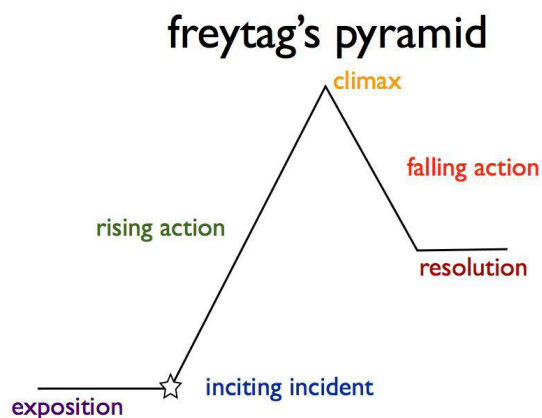 freytag's pyramid
climax
falling action
rising action
resolution
inciting incident
exposition